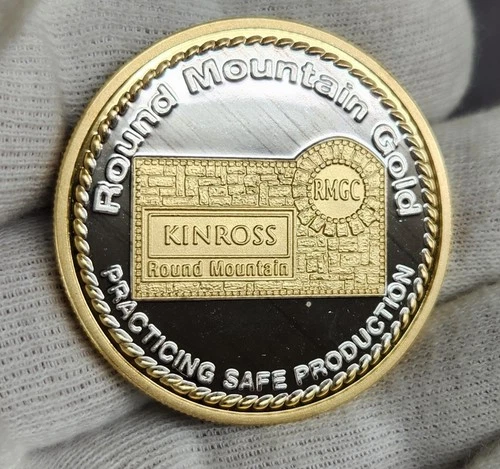 Round Mountain Gold
RMGC
KINROSS
Round Mountain
PRACTICING SAFE PRODUCTION